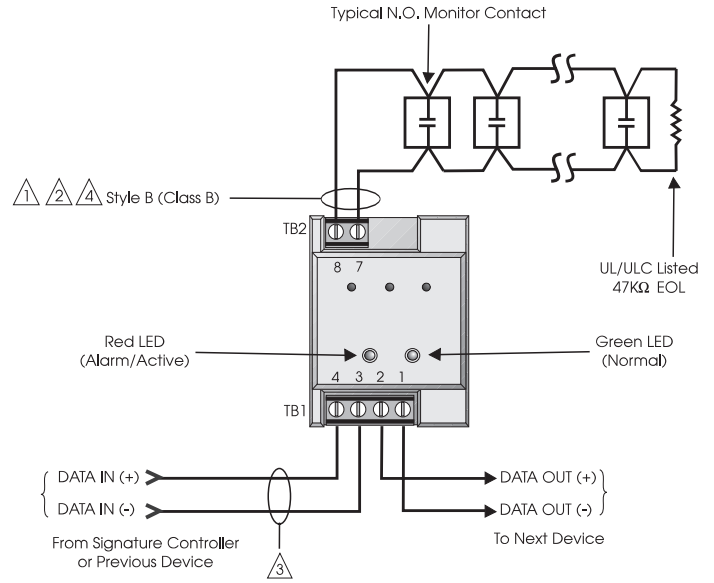 Typical N.O. Monitor Contact
1 2 4 Style B (Class B)
TB2
8 7
UL/ULC Listed
47KΩ EOL
Red LED
(Alarm/Active)
Green LED
(Normal)
4 3 2 1
TB1
DATA IN (+)
DATA OUT (+)
DATA IN (-)
DATA OUT (-)
From Signature Controller
or Previous Device
To Next Device
3